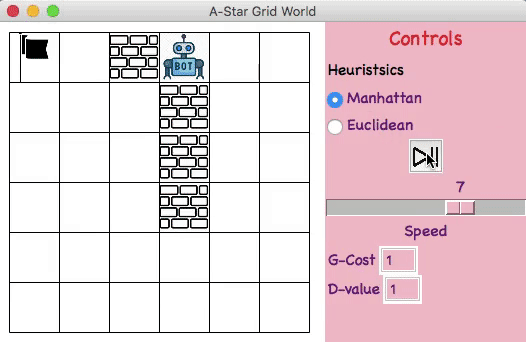 A-Star Grid World
Controls
Heuristsics
Manhattan
Euclidean
BOT
7
Speed
G-Cost 1
D-value 1